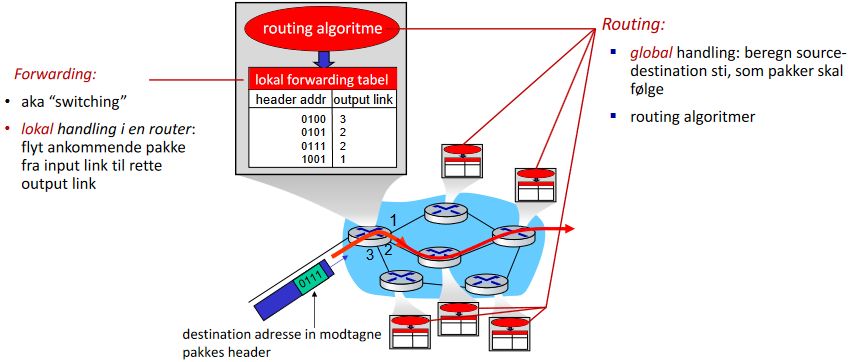 Forwarding:
• aka “switching”
• lokal handling i en router:
flyt ankommende pakke
fra input link til rette
output link
routing algoritme
lokal forwarding tabel
header addr output link
0100 3
0101 2
0111 2
1001 1
Routing:
▪ global handling: beregn source-
destination sti, som pakker skal
følge
▪ routing algoritmer
1
2
3
0111
destination adresse in modtagne
pakkes header